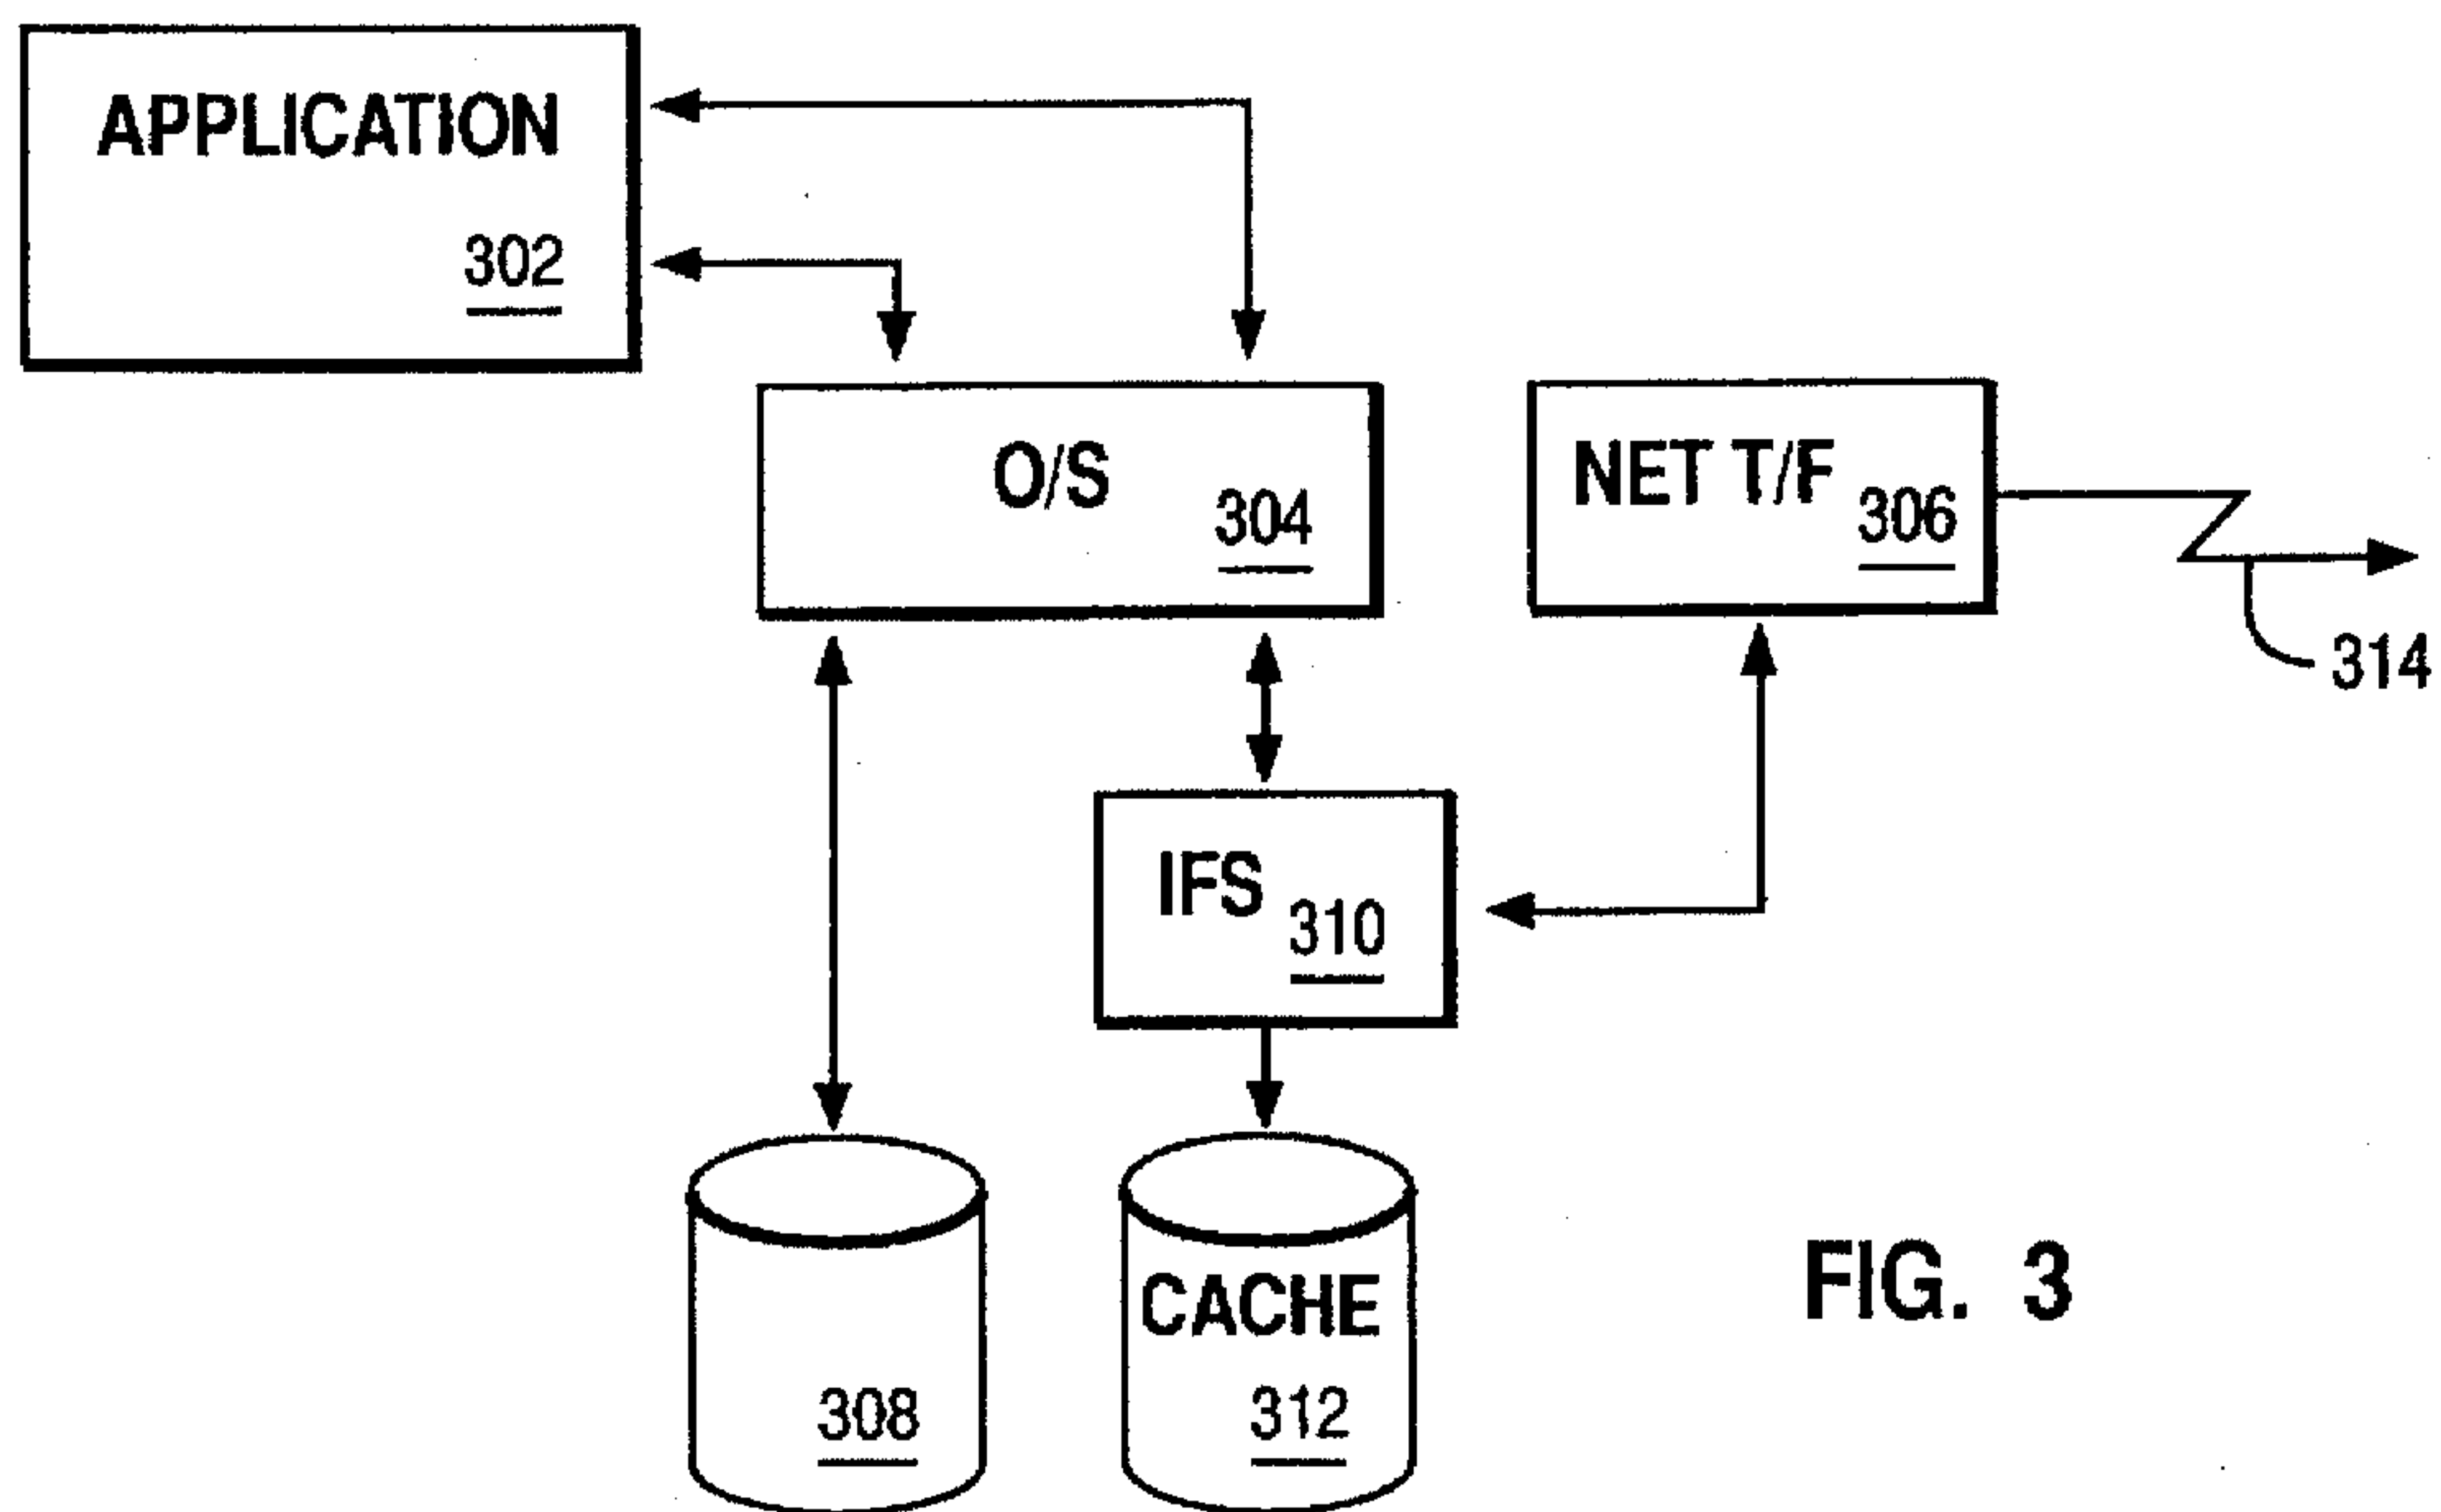 APPLICATION
302
O/S
304
NET T/F
306
314
IFS
310
CACHE
308
312
FIG. 3